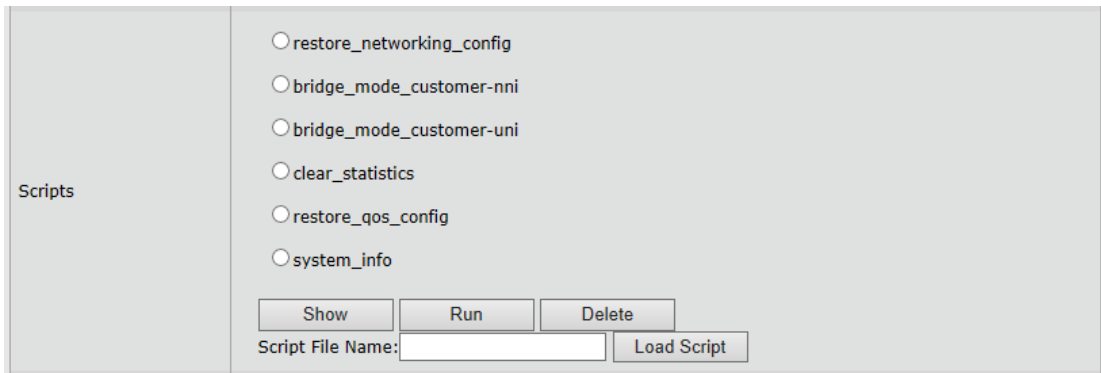 restore_networking_config
bridge_mode_customer-nni
bridge_mode_customer-uni
clear_statistics
Scripts
restore_qos_config
system_info
Show Run Delete
Script File Name: Load Script